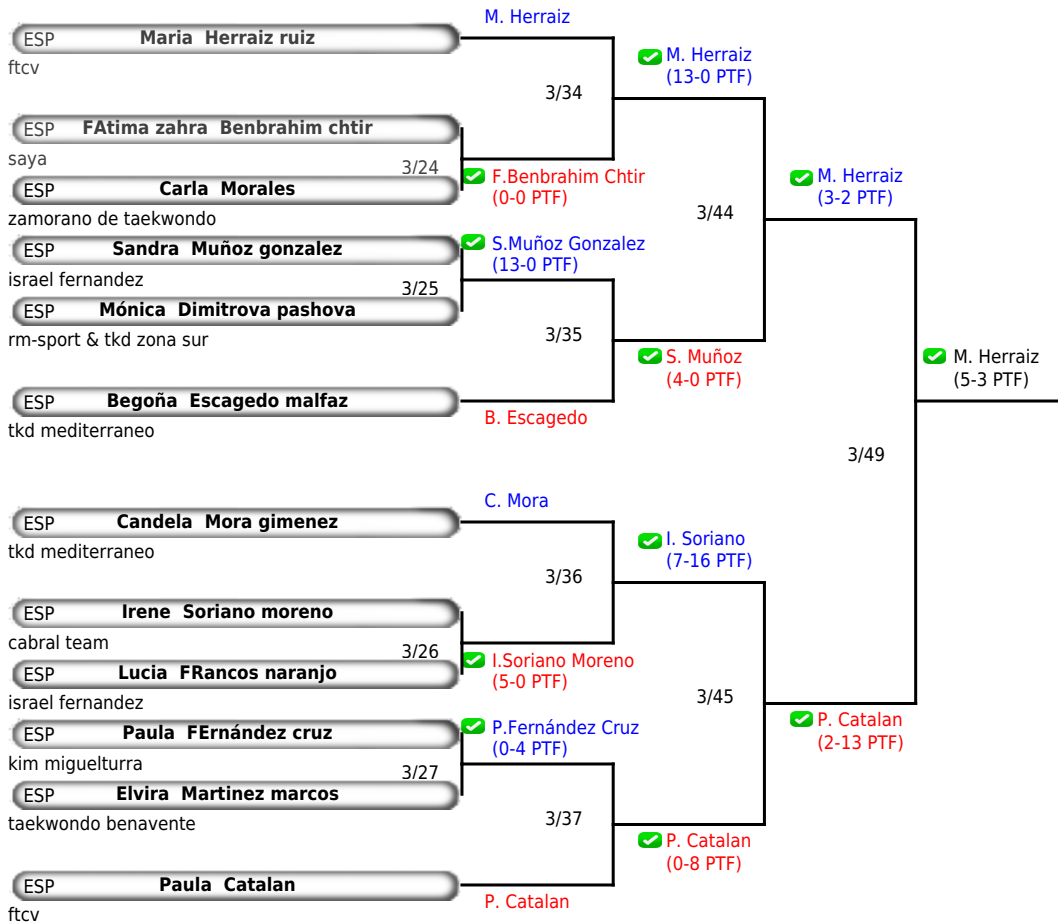 M. Herraiz
ESP Maria Herraiz ruiz
ftcv
M. Herraiz
(13-0 PTF)
3/34
ESP FAtima zahra Benbrahim chtir
saya
3/24
F.Benbrahim Chtir
(0-0 PTF)
ESP Carla Morales
zamorano de taekwondo
M. Herraiz
(3-2 PTF)
3/44
ESP Sandra Muñoz gonzalez
S.Muñoz Gonzalez
(13-0 PTF)
israel fernandez
3/25
ESP Mónica Dimitrova pashova
rm-sport & tkd zona sur
3/35
S. Muñoz
(4-0 PTF)
M. Herraiz
(5-3 PTF)
ESP Begoña Escagedo malfaz
B. Escagedo
tkd mediterraneo
3/49
C. Mora
ESP Candela Mora gimenez
tkd mediterraneo
I. Soriano
(7-16 PTF)
3/36
ESP Irene Soriano moreno
cabral team
3/26
I.Soriano Moreno
(5-0 PTF)
ESP Lucia FRancos naranjo
israel fernandez
3/45
P. Catalan
(2-13 PTF)
ESP Paula FErnández cruz
P.Fernández Cruz
(0-4 PTF)
kim miguelturra
3/27
ESP Elvira Martinez marcos
taekwondo benavente
3/37
P. Catalan
(0-8 PTF)
ESP Paula Catalan
P. Catalan
ftcv